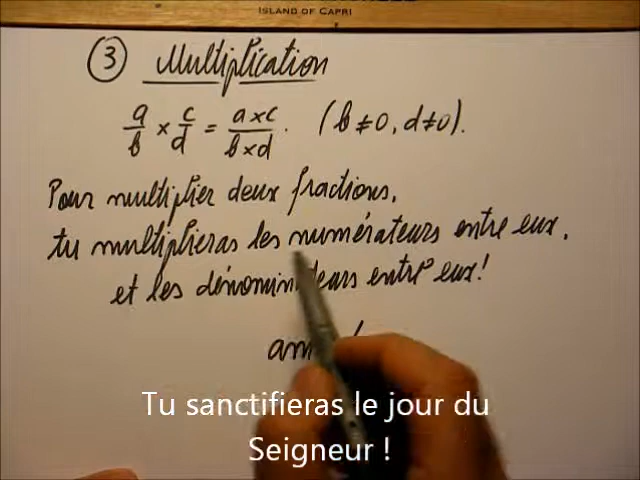 ISLAND OF CAPRI
③ Multiplication
a/b × c/d = a×c/b×d. (b≠0, d≠0).
Pour multiplier deux fractions,
tu multiplieras les numérateurs entre eux,
et les dénominateurs entre eux!
Tu sanctifieras le jour du
Seigneur !